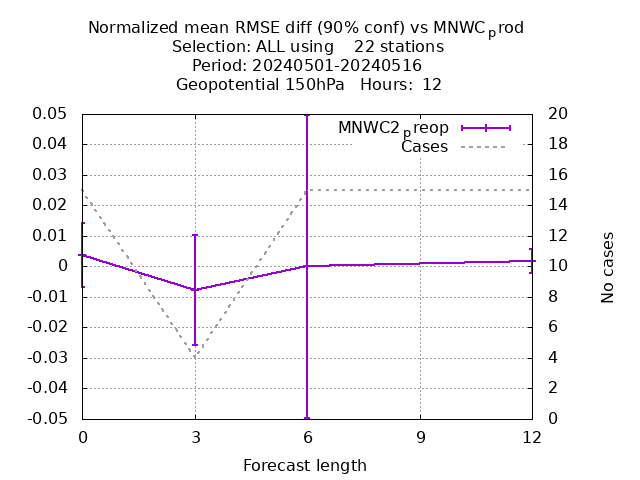 Normalized mean RMSE diff (90% conf) vs MNWCprod
Selection: ALL using    22 stations
Period: 20240501-20240516
Geopotential 150hPa   Hours:  12
0.05
0.04
0.03
0.02
0.01
0
-0.01
-0.02
-0.03
-0.04
-0.05
MNWC2preop
Cases
20
18
16
14
12
10
8
6
4
2
0
No cases
0 3 6 9 12
Forecast length